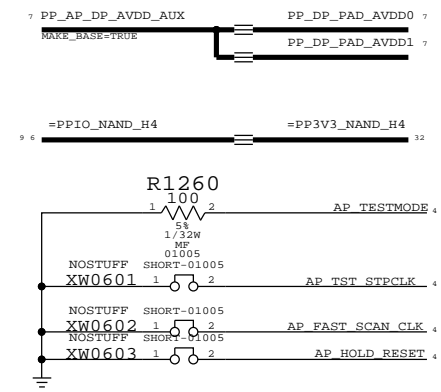 7 PP_AP_DP_AVDD_AUX PP_DP_PAD_AVDD0 7
MAKE_BASE=TRUE PP_DP_PAD_AVDD1 7
=PPIO_NAND_H4 =PP3V3_NAND_H4
9 6 32
R1260
100
1 2 AP_TESTMODE 4
5%
1/32W
MF
01005
NOSTUFF SHORT-01005
XW0601 1 2 AP_TST_STPCLK 4
NOSTUFF SHORT-01005
XW0602 1 2 AP_FAST_SCAN_CLK 4
NOSTUFF SHORT-01005
XW0603 1 2 AP_HOLD_RESET 4